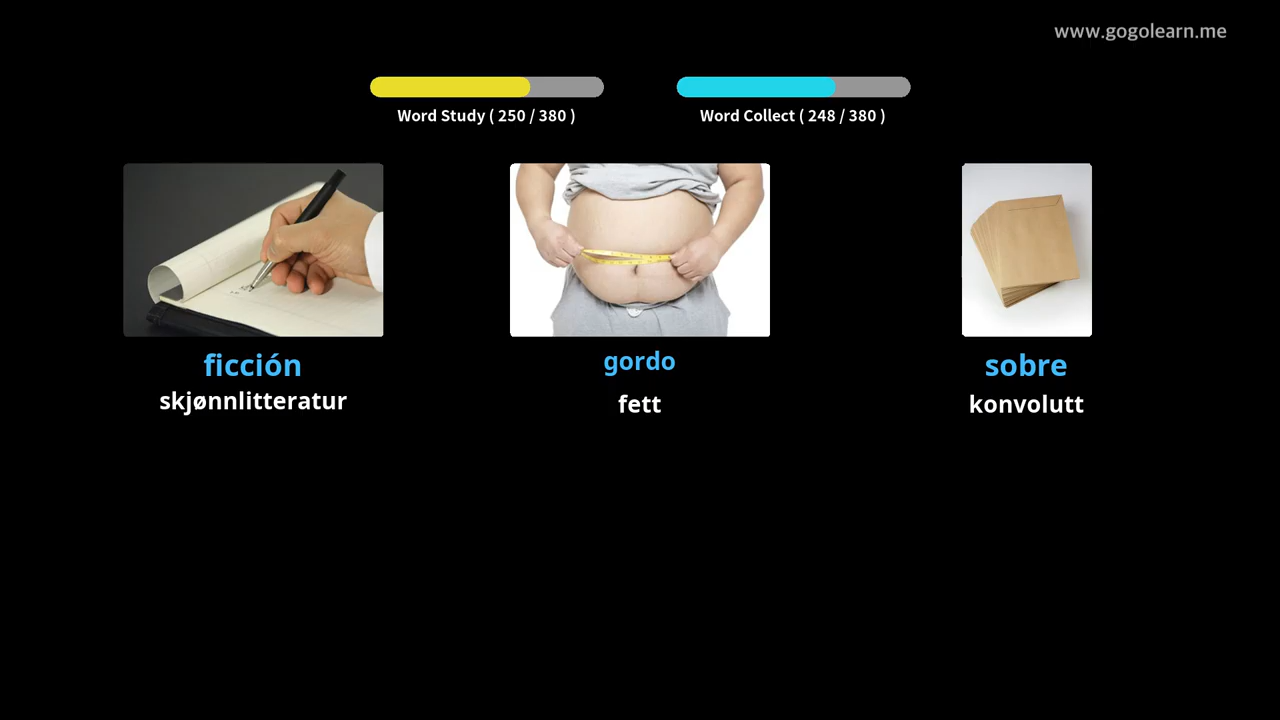 www.gogolearn.me
Word Study ( 250 / 380 )
Word Collect ( 248 / 380 )
ficción
skjønnlitteratur
gordo
fett
sobre
konvolutt